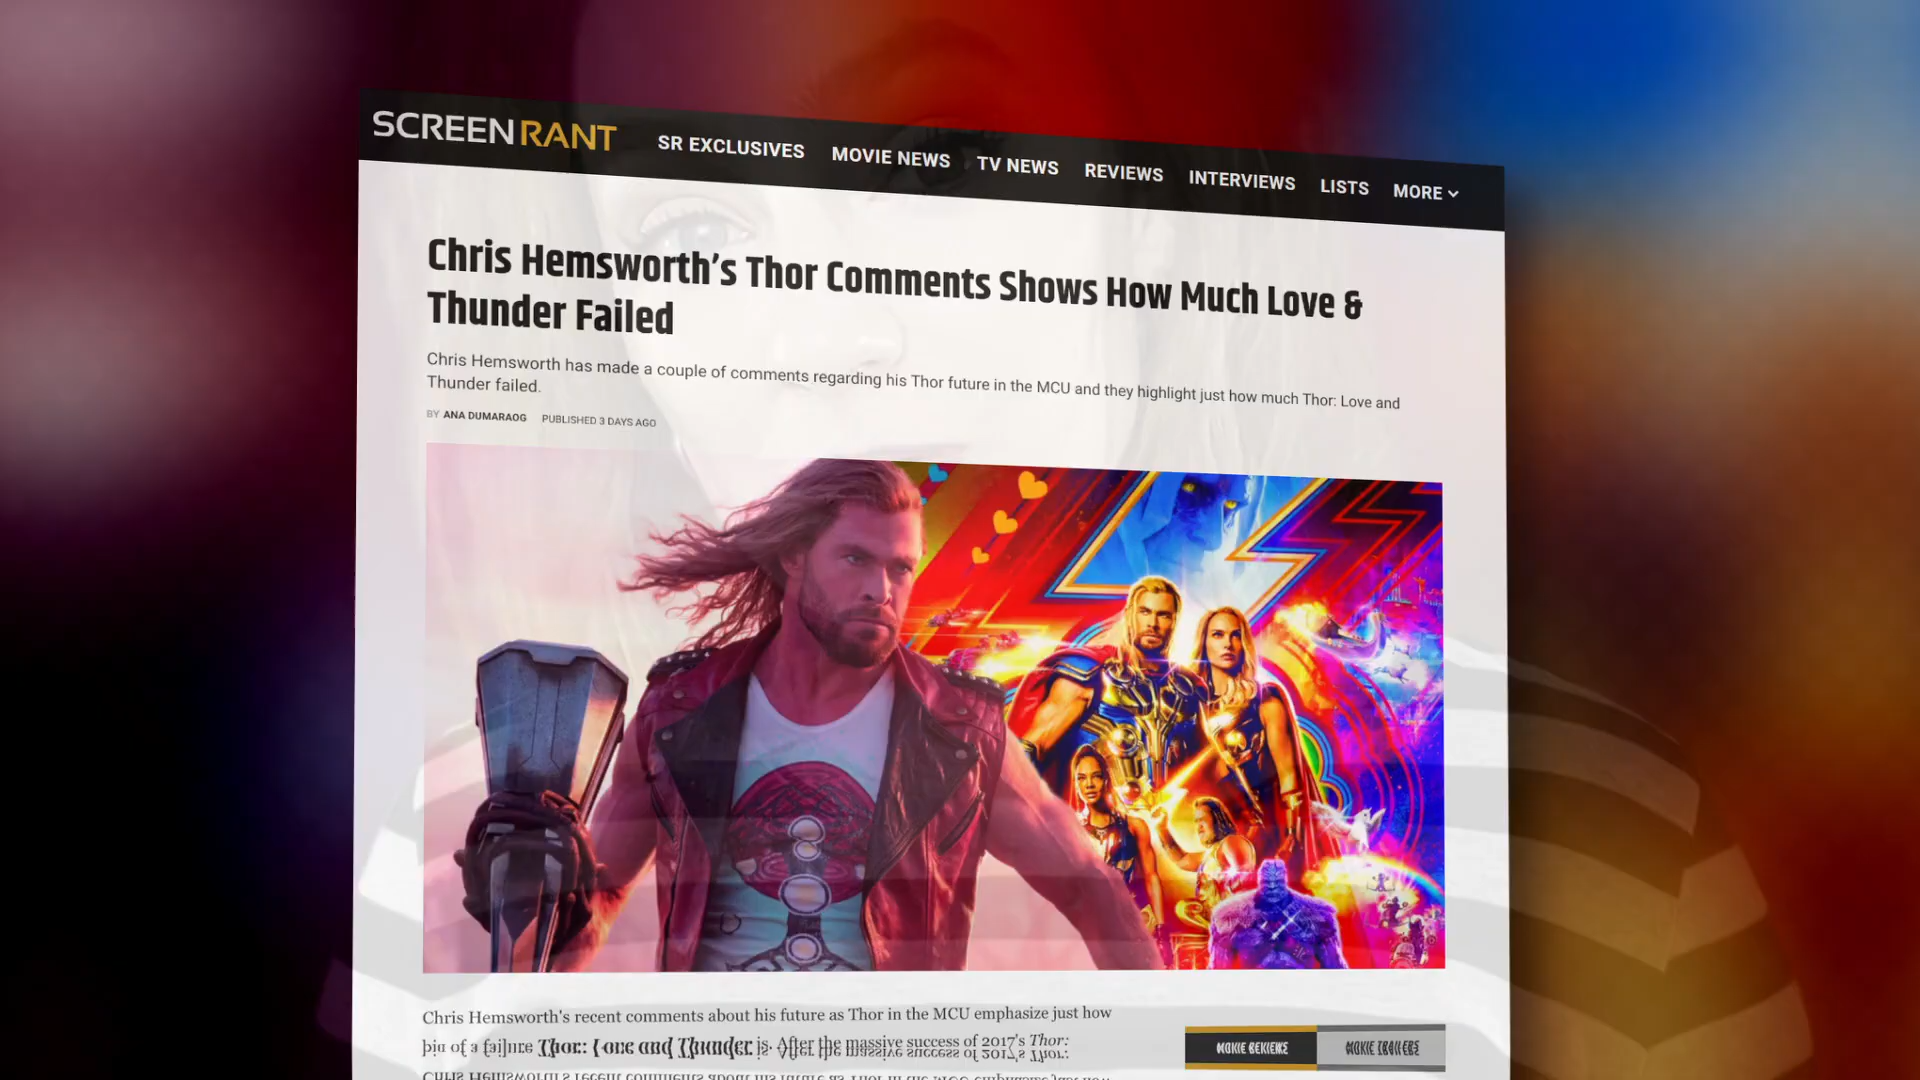 SCREENRANT
SR EXCLUSIVES MOVIE NEWS TV NEWS REVIEWS INTERVIEWS LISTS MORE
Chris Hemsworth’s Thor Comments Shows How Much Love &
Thunder Failed
Chris Hemsworth has made a couple of comments regarding his Thor future in the MCU and they highlight just how much Thor: Love and
Thunder failed.
BY ANA DUMARAOG PUBLISHED 3 DAYS AGO
Chris Hemsworth's recent comments about his future as Thor in the MCU emphasize just how
big of a failure Thor: Love and Thunder is. After the massive success of 2017's Thor: